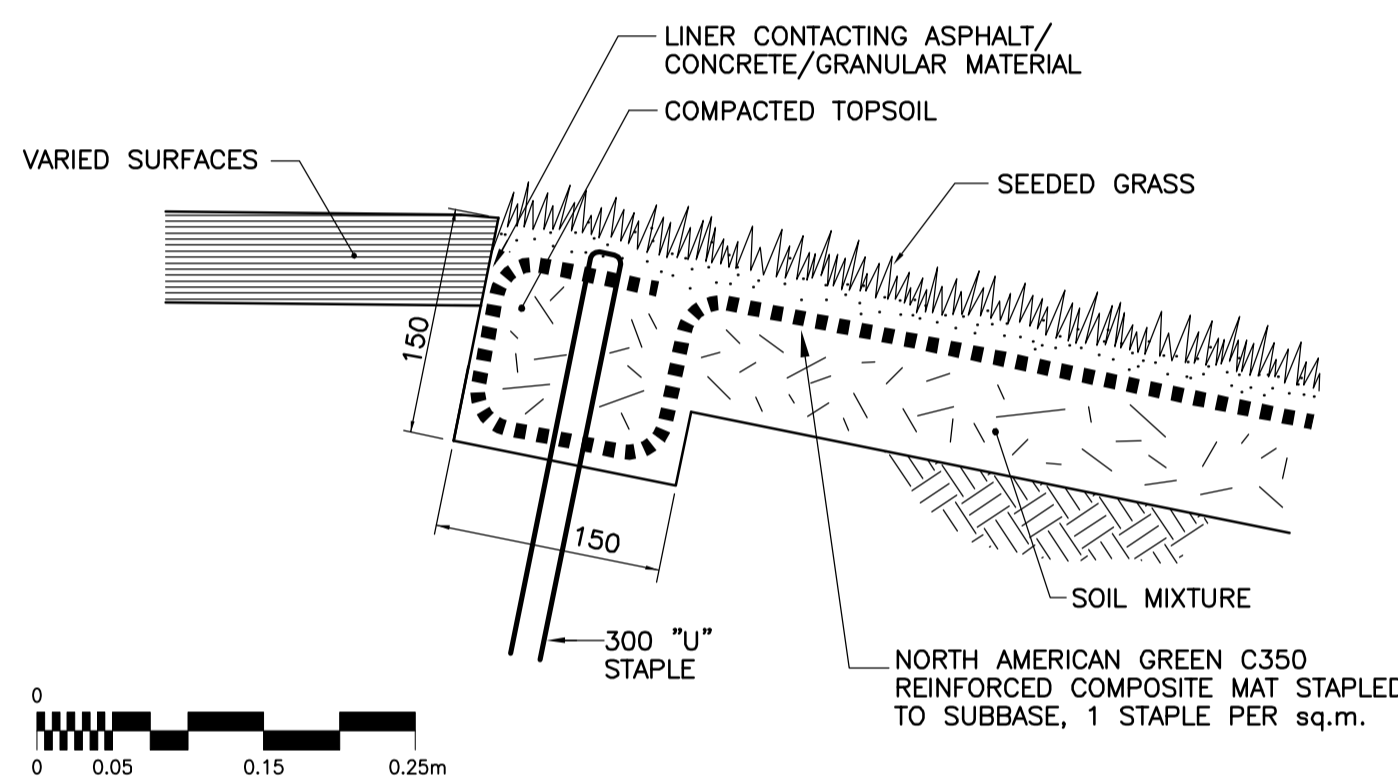 LINER CONTACTING ASPHALT/
CONCRETE/GRANULAR MATERIAL
COMPACTED TOPSOIL
VARIED SURFACES
SEEDED GRASS
150
150
SOIL MIXTURE
300 "U"
STAPLE
NORTH AMERICAN GREEN C350
REINFORCED COMPOSITE MAT STAPLED
TO SUBBASE, 1 STAPLE PER sq.m.
0
0 0.05 0.15 0.25m